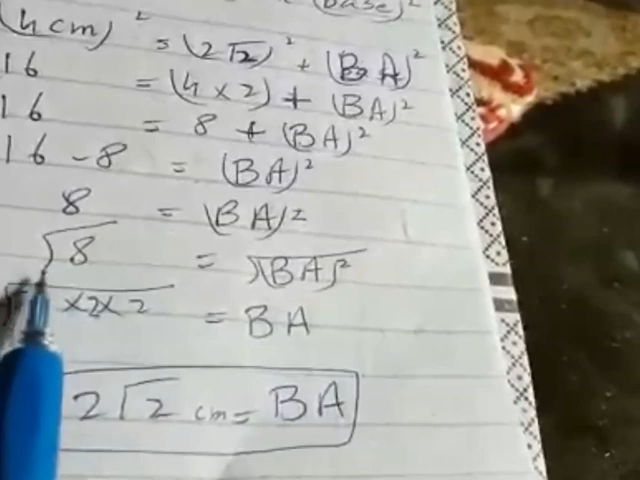 (base)²
(4cm)² = (2√2)² + (BA)²
16 = (4×2) + (BA)²
16 = 8 + (BA)²
16 - 8 = (BA)²
8 = (BA)²
√8 = √(BA)²
×2×2 = BA
2√2 cm = BA